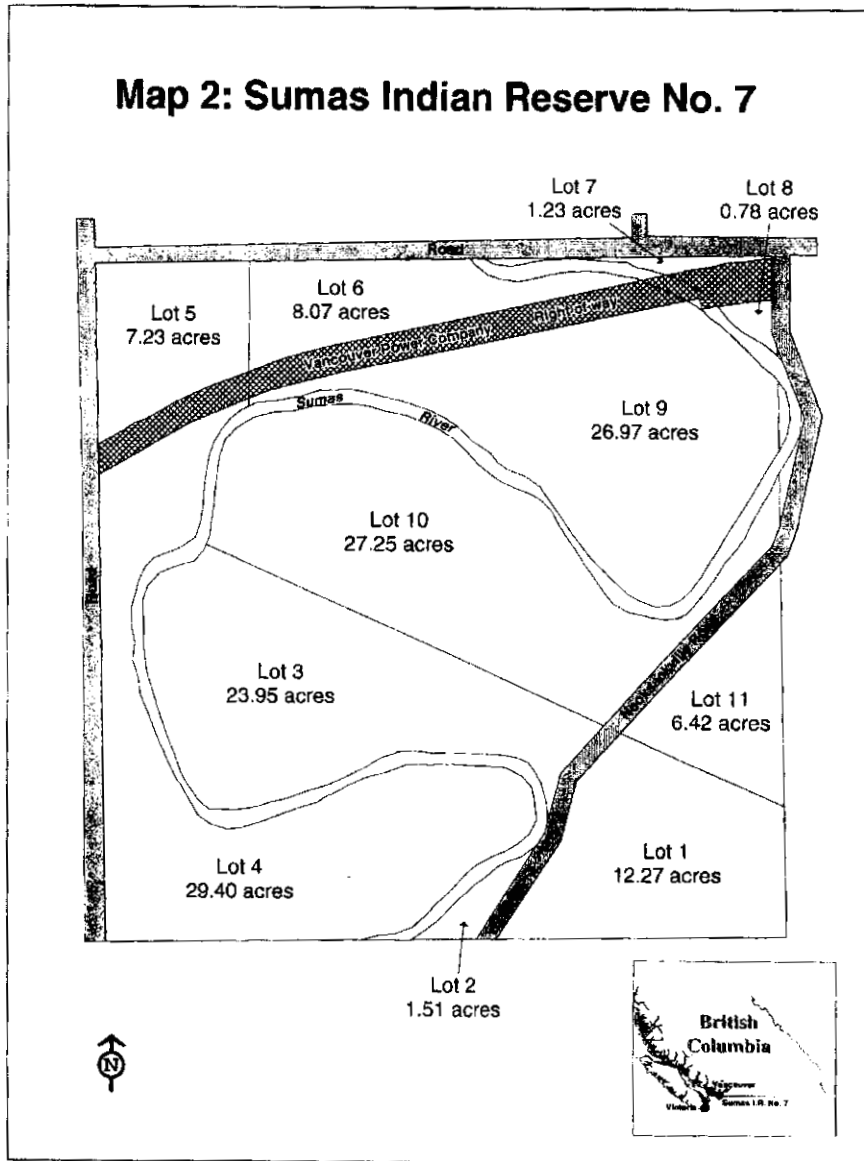 Map 2: Sumas Indian Reserve No. 7
Lot 7
1.23 acres
Lot 8
0.78 acres
Road
Lot 5
7.23 acres
Lot 6
8.07 acres
Vancouver Power Company Right of way
Sumas River
Lot 9
26.97 acres
Lot 10
27.25 acres
Road
Lot 3
23.95 acres
Lot 11
6.42 acres
Lot 4
29.40 acres
Lot 1
12.27 acres
Lot 2
1.51 acres
N
British
Columbia
Vancouver
Victoria
Sumas I.R. No. 7